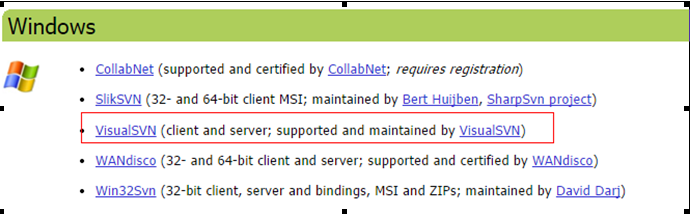 Windows
CollabNet (supported and certified by CollabNet; requires registration)
SlikSVN (32- and 64-bit client MSI; maintained by Bert Huijben, SharpSvn project)
VisualSVN (client and server; supported and maintained by VisualSVN)
WANdisco (32- and 64-bit client and server; supported and certified by WANdisco)
Win32Svn (32-bit client, server and bindings, MSI and ZIPs; maintained by David Darj)